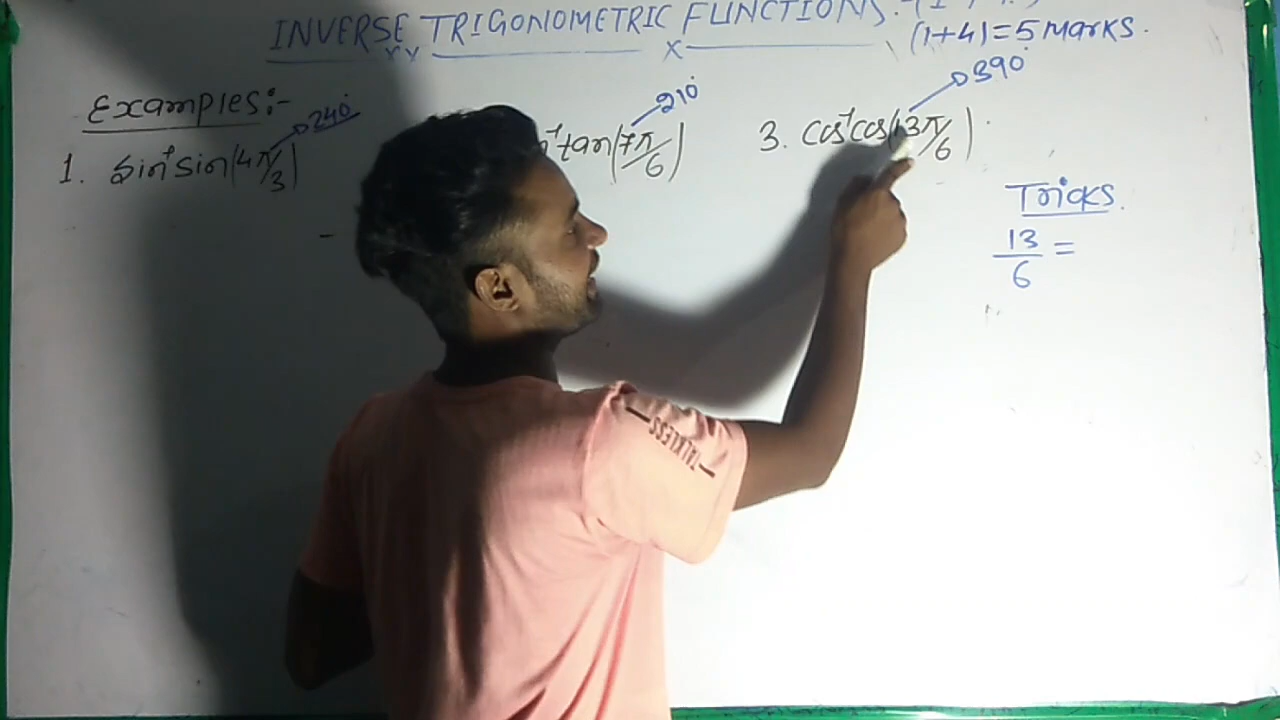 INVERSE TRIGONOMETRIC FUNCTIONS.
(1+4)=5 Marks.
Examples:-
1. Sin⁻¹Sin(4π/3) 240°
tan(7π/6) 210°
3. Cos⁻¹Cos(13π/6) 390°
Tricks.
13/6 =
TALKLESS